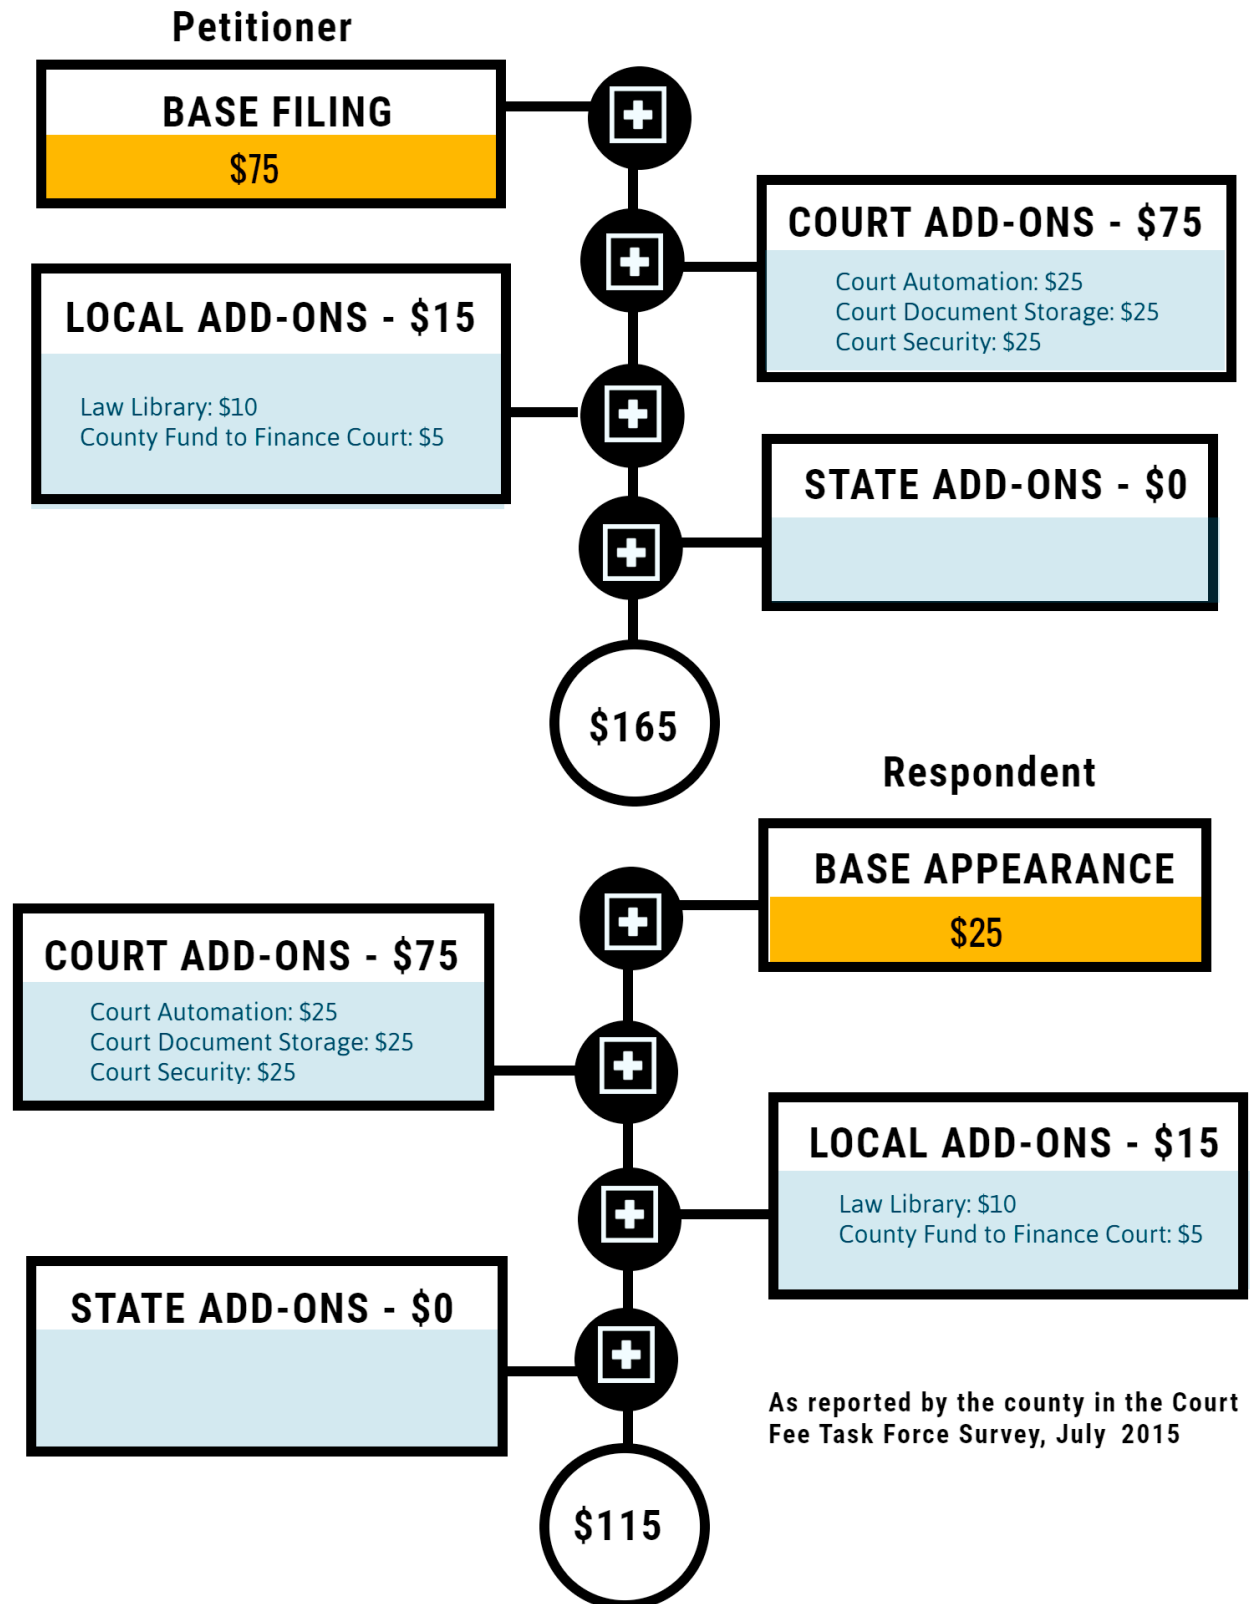 Petitioner
BASE FILING
$75
COURT ADD-ONS - $75
Court Automation: $25
Court Document Storage: $25
Court Security: $25
LOCAL ADD-ONS - $15
Law Library: $10
County Fund to Finance Court: $5
STATE ADD-ONS - $0
$165
Respondent
BASE APPEARANCE
$25
COURT ADD-ONS - $75
Court Automation: $25
Court Document Storage: $25
Court Security: $25
LOCAL ADD-ONS - $15
Law Library: $10
County Fund to Finance Court: $5
STATE ADD-ONS - $0
As reported by the county in the Court
Fee Task Force Survey, July 2015
$115